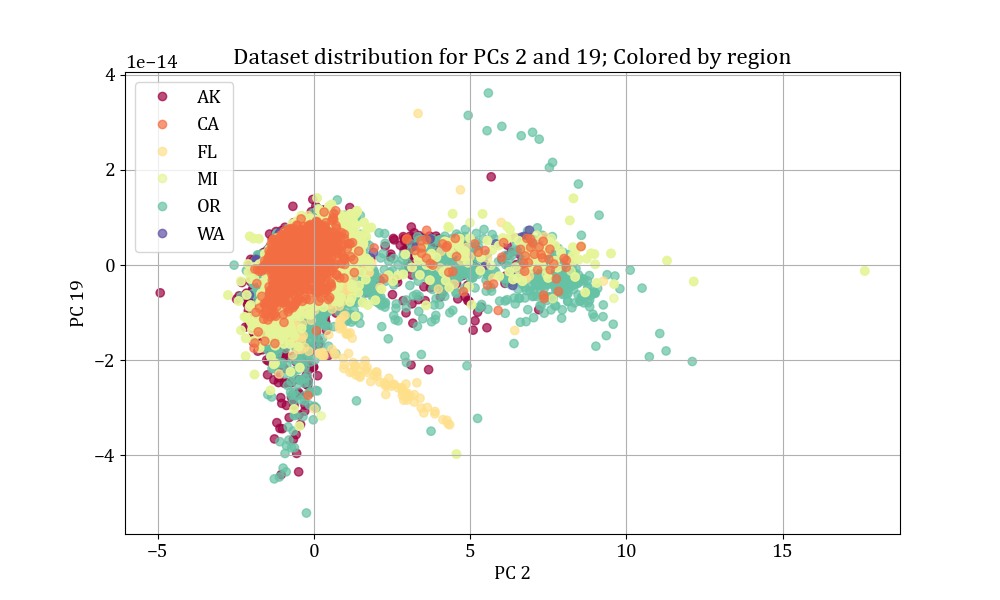 Dataset distribution for PCs 2 and 19; Colored by region
1e−14
AK
CA
FL
MI
OR
WA
4
2
0
−2
−4
PC 19
−5
0
5
10
15
PC 2